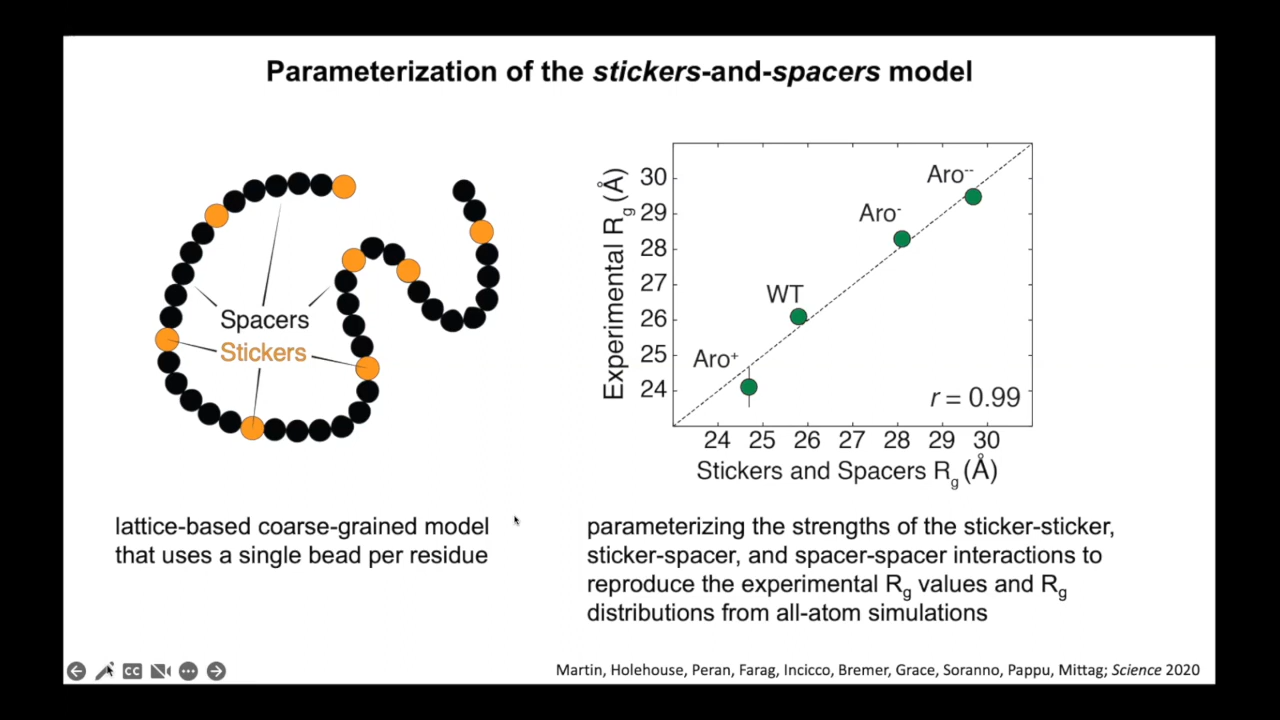 Parameterization of the stickers-and-spacers model
Spacers
Stickers
Experimental Rg (Å)
30
29
28
27
26
25
24
Aro--
Aro-
WT
Aro+
r = 0.99
24 25 26 27 28 29 30
Stickers and Spacers Rg (Å)
lattice-based coarse-grained model
that uses a single bead per residue
parameterizing the strengths of the sticker-sticker,
sticker-spacer, and spacer-spacer interactions to
reproduce the experimental Rg values and Rg
distributions from all-atom simulations
CC
Martin, Holehouse, Peran, Farag, Incicco, Bremer, Grace, Soranno, Pappu, Mittag; Science 2020